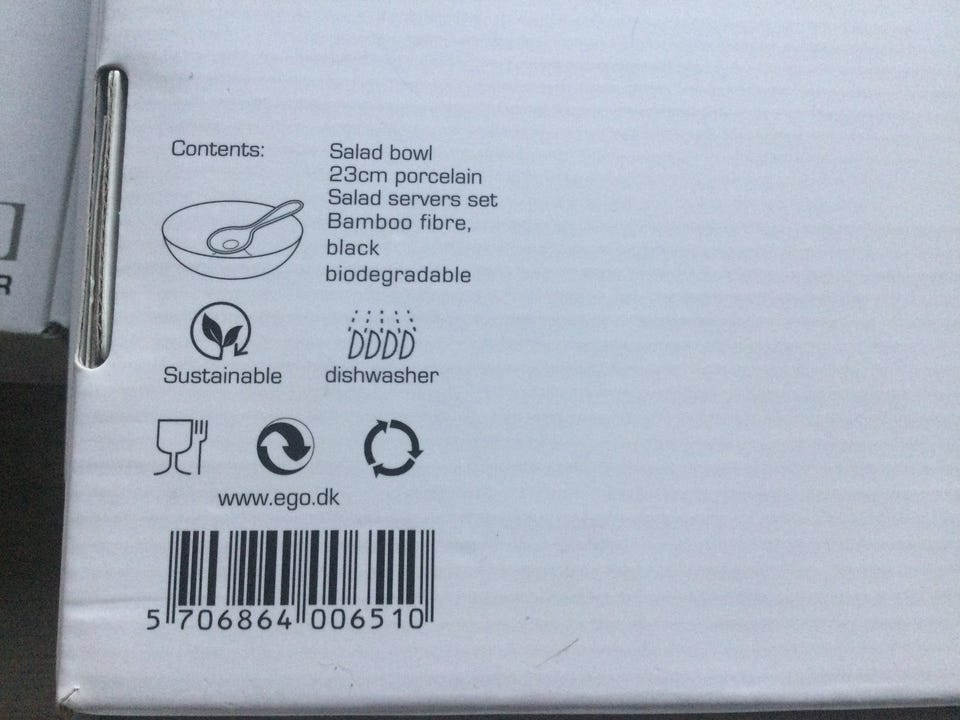 Contents:
Salad bowl
23cm porcelain
Salad servers set
Bamboo fibre,
black
biodegradable
Sustainable
dishwasher
www.ego.dk
5 706864 006510
R